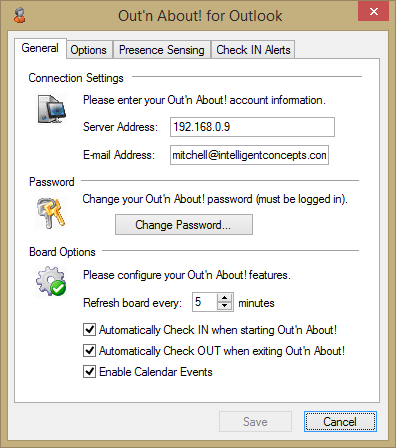 Out'n About! for Outlook
General Options Presence Sensing Check IN Alerts
Connection Settings
Please enter your Out'n About! account information.
Server Address: 192.168.0.9
E-mail Address: mitchell@intelligentconcepts.con
Password
Change your Out'n About! password (must be logged in).
Change Password...
Board Options
Please configure your Out'n About! features.
Refresh board every: 5 minutes
Automatically Check IN when starting Out'n About!
Automatically Check OUT when exiting Out'n About!
Enable Calendar Events
Save Cancel